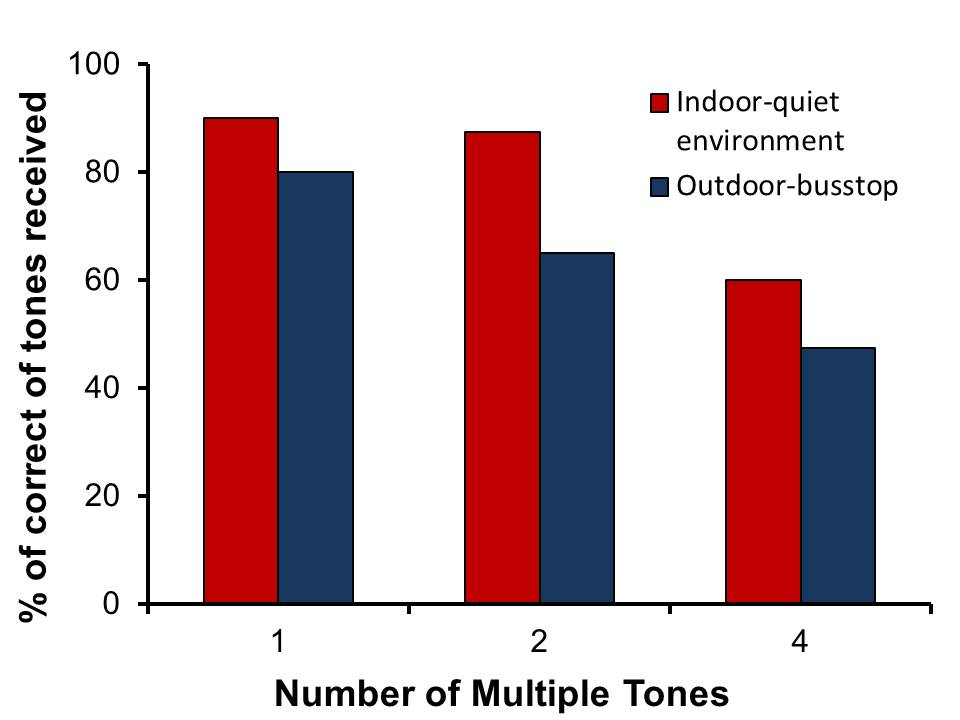 100
80
60
40
20
0
% of correct of tones received
Indoor-quiet
environment
Outdoor-busstop
1 2 4
Number of Multiple Tones